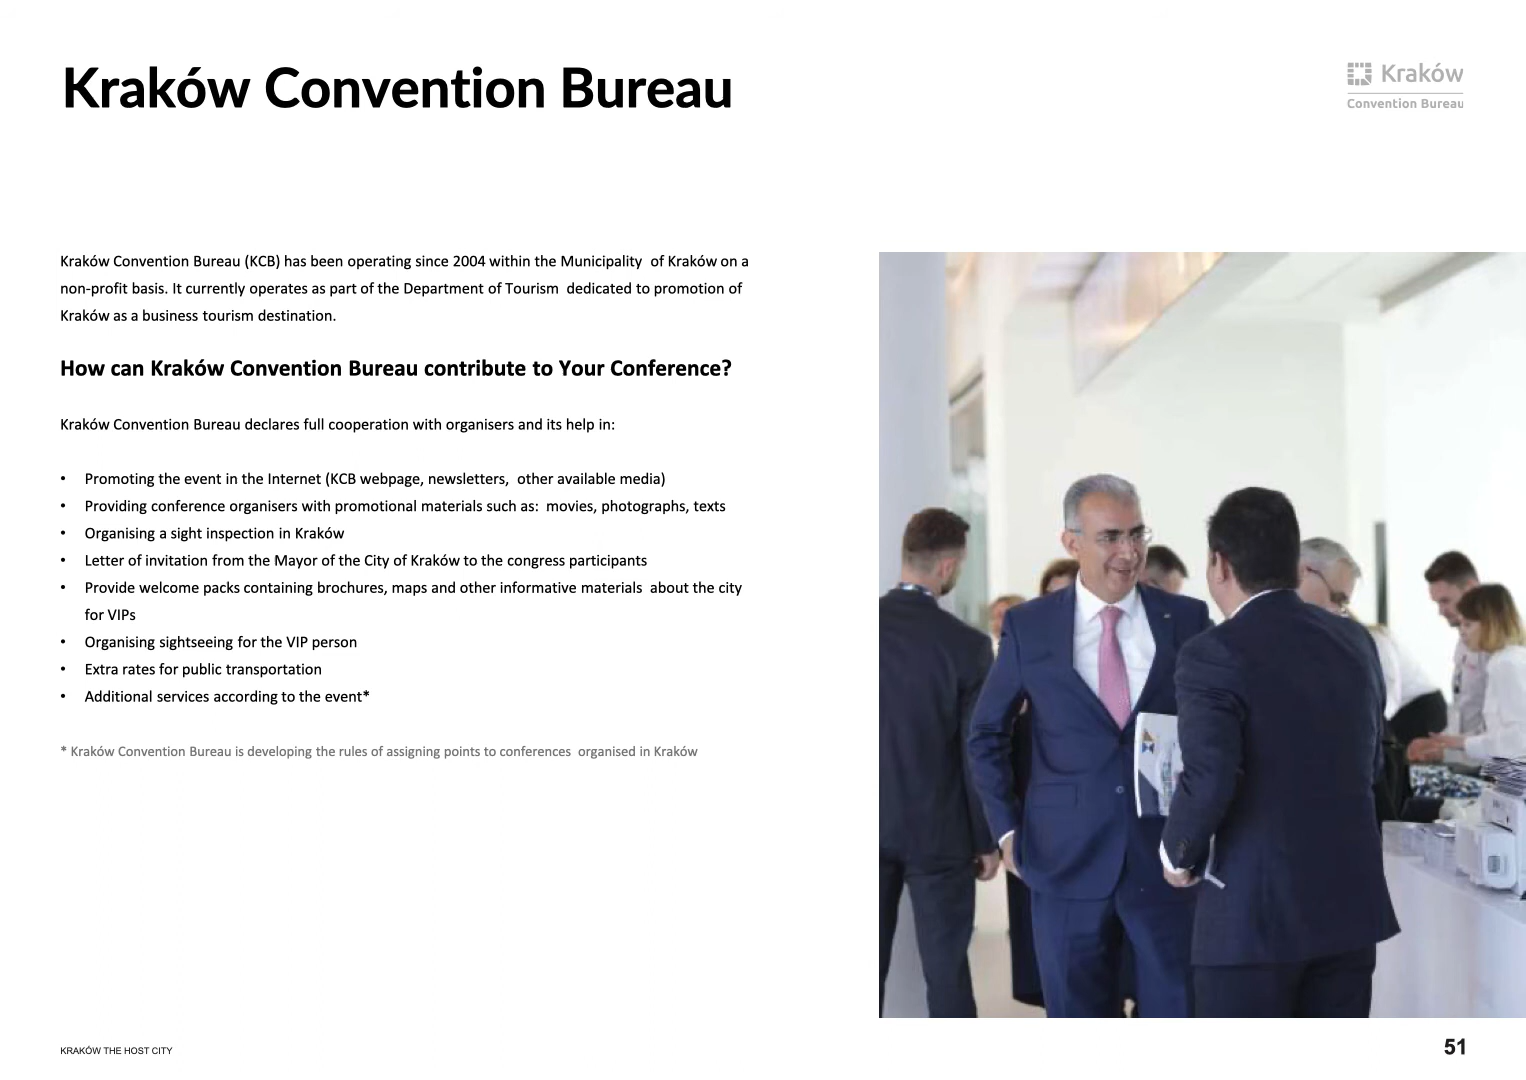 Kraków Convention Bureau
Kraków
Convention Bureau
Kraków Convention Bureau (KCB) has been operating since 2004 within the Municipality of Kraków on a
non-profit basis. It currently operates as part of the Department of Tourism dedicated to promotion of
Kraków as a business tourism destination.
How can Kraków Convention Bureau contribute to Your Conference?
Kraków Convention Bureau declares full cooperation with organisers and its help in:
• Promoting the event in the Internet (KCB webpage, newsletters, other available media)
• Providing conference organisers with promotional materials such as: movies, photographs, texts
• Organising a sight inspection in Kraków
• Letter of invitation from the Mayor of the City of Kraków to the congress participants
• Provide welcome packs containing brochures, maps and other informative materials about the city
for VIPs
• Organising sightseeing for the VIP person
• Extra rates for public transportation
• Additional services according to the event*
* Kraków Convention Bureau is developing the rules of assigning points to conferences organised in Kraków
KRAKÓW THE HOST CITY
51